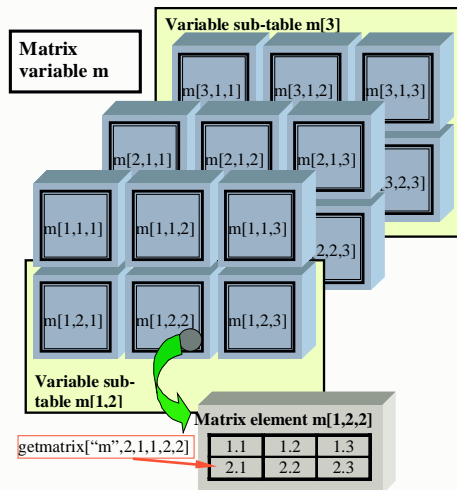 Variable sub-table m[3]
Matrix
variable m
m[3,1,1]
m[3,1,2]
m[3,1,3]
m[2,1,1]
m[2,1,2]
m[2,1,3]
[3,2,3]
m[1,1,1]
m[1,1,2]
m[1,1,3]
[2,2,3]
m[1,2,1]
m[1,2,2]
m[1,2,3]
Variable sub-
table m[1,2]
Matrix element m[1,2,2]
getmatrix[“m”,2,1,1,2,2]
1.1 1.2 1.3
2.1 2.2 2.3